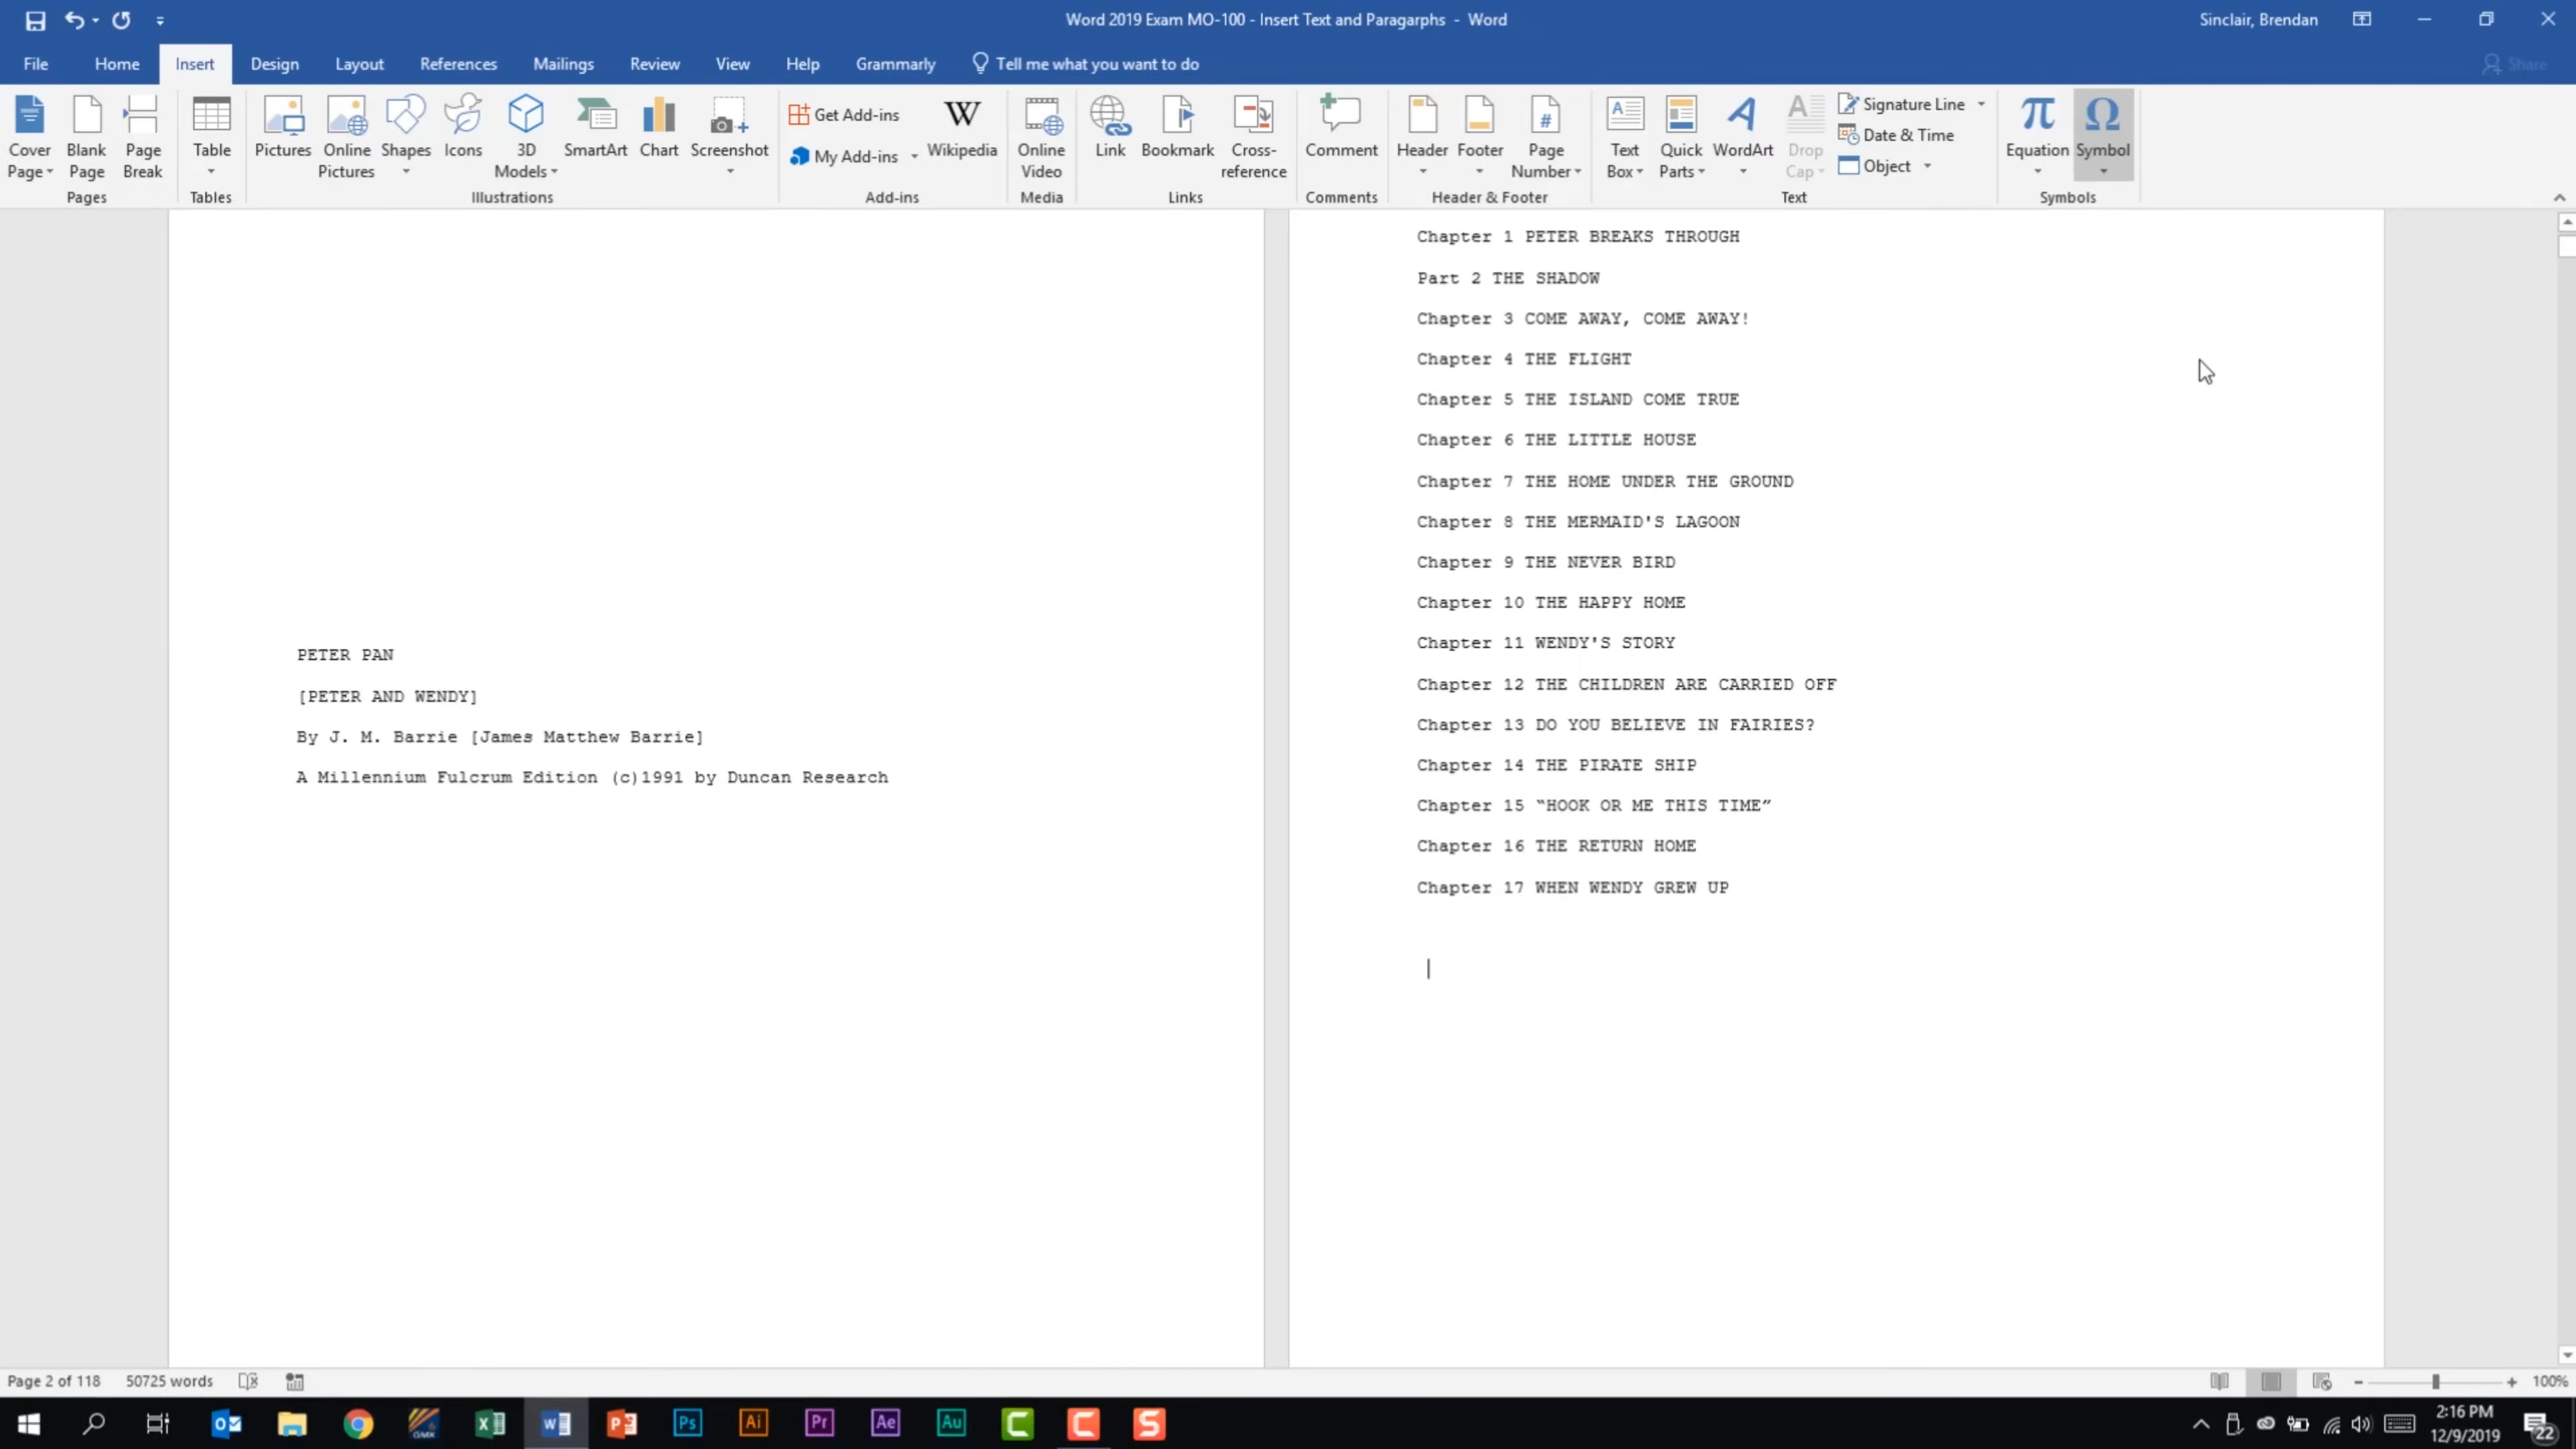 Word 2019 Exam MO-100 - Insert Text and Paragarphs - Word
Sinclair, Brendan
File Home Insert Design Layout References Mailings Review View Help Grammarly Tell me what you want to do Share
Cover Page
Blank Page
Page Break
Pages
Table
Tables
Pictures
Online Pictures
Shapes
Icons
3D Models
SmartArt
Chart
Screenshot
Illustrations
Get Add-ins
My Add-ins
Wikipedia
Add-ins
Online Video
Media
Link
Bookmark
Cross-reference
Links
Comment
Comments
Header
Footer
Page Number
Header & Footer
Text Box
Quick Parts
WordArt
Drop Cap
Signature Line
Date & Time
Object
Text
Equation
Symbol
Symbols
PETER PAN
[PETER AND WENDY]
By J. M. Barrie [James Matthew Barrie]
A Millennium Fulcrum Edition (c)1991 by Duncan Research
Chapter 1 PETER BREAKS THROUGH
Part 2 THE SHADOW
Chapter 3 COME AWAY, COME AWAY!
Chapter 4 THE FLIGHT
Chapter 5 THE ISLAND COME TRUE
Chapter 6 THE LITTLE HOUSE
Chapter 7 THE HOME UNDER THE GROUND
Chapter 8 THE MERMAID'S LAGOON
Chapter 9 THE NEVER BIRD
Chapter 10 THE HAPPY HOME
Chapter 11 WENDY'S STORY
Chapter 12 THE CHILDREN ARE CARRIED OFF
Chapter 13 DO YOU BELIEVE IN FAIRIES?
Chapter 14 THE PIRATE SHIP
Chapter 15 “HOOK OR ME THIS TIME”
Chapter 16 THE RETURN HOME
Chapter 17 WHEN WENDY GREW UP
Page 2 of 118 50725 words
100%
2:16 PM
12/9/2019
22